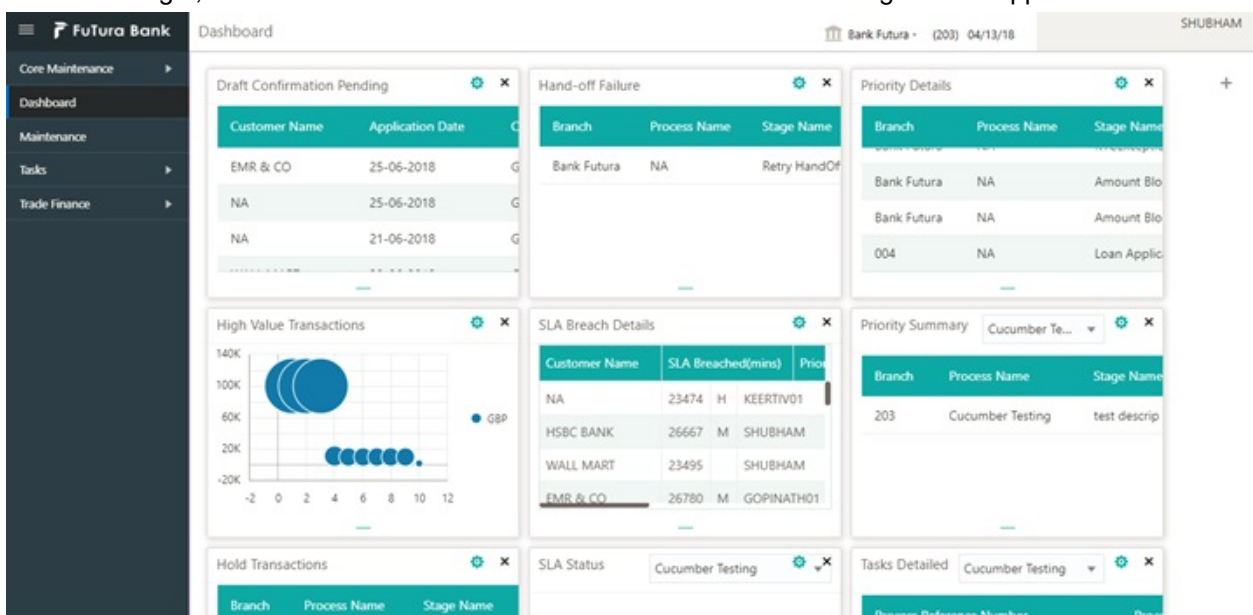 FuTura Bank
Dashboard
Bank Futura - (203) 04/13/18
SHUBHAM
Core Maintenance
Dashboard
Maintenance
Tasks
Trade Finance
Draft Confirmation Pending
Customer Name Application Date C
EMR & CO 25-06-2018 G
NA 25-06-2018 G
NA 21-06-2018 G
Hand-off Failure
Branch Process Name Stage Name
Bank Futura NA Retry HandOf
Priority Details
Branch Process Name Stage Name
Bank Futura NA Amount Blo
Bank Futura NA Amount Blo
004 NA Loan Applic
High Value Transactions
140K
100K
60K
20K
-20K
-2 0 2 4 6 8 10 12
GBP
SLA Breach Details
Customer Name SLA Breached(mins) Prior
NA 23474 H KEERTIV01
HSBC BANK 26667 M SHUBHAM
WALL MART 23495 SHUBHAM
EMR & CO 26780 M GOPINATH01
Priority Summary Cucumber Te...
Branch Process Name Stage Name
203 Cucumber Testing test descrip
Hold Transactions
Branch Process Name Stage Name
SLA Status Cucumber Testing
Tasks Detailed Cucumber Testing
Process Reference Number